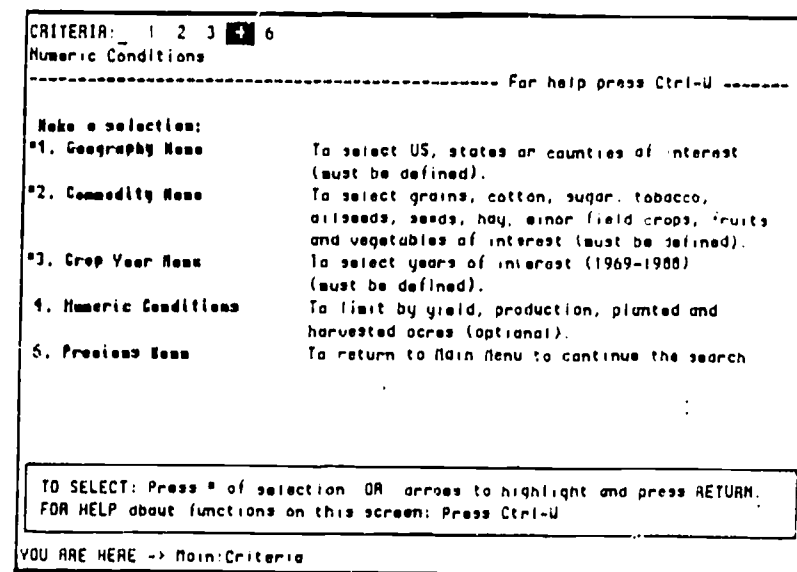 CRITERIA: _ 1 2 3 4 6
Numeric Conditions
------------------------------------------------ For help press Ctrl-W -------
Make a selection:
*1. Geography Menu To select US, states or counties of interest
(must be defined).
*2. Commodity Menu To select grains, cotton, sugar, tobacco,
oilseeds, seeds, hay, minor field crops, fruits
and vegetables of interest (must be defined).
*3. Crop Year Menu To select years of interest (1969-1988)
(must be defined).
4. Numeric Conditions To limit by yield, production, planted and
harvested acres (optional).
6. Previous Menu To return to Main Menu to continue the search
TO SELECT: Press # of selection OR arrows to highlight and press RETURN.
FOR HELP about functions on this screen: Press Ctrl-W
YOU ARE HERE -> Main:Criteria